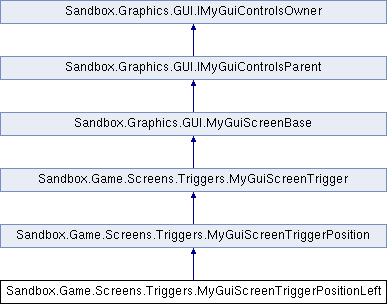 Sandbox.Graphics.GUI.IMyGuiControlsOwner
Sandbox.Graphics.GUI.IMyGuiControlsParent
Sandbox.Graphics.GUI.MyGuiScreenBase
Sandbox.Game.Screens.Triggers.MyGuiScreenTrigger
Sandbox.Game.Screens.Triggers.MyGuiScreenTriggerPosition
Sandbox.Game.Screens.Triggers.MyGuiScreenTriggerPositionLeft